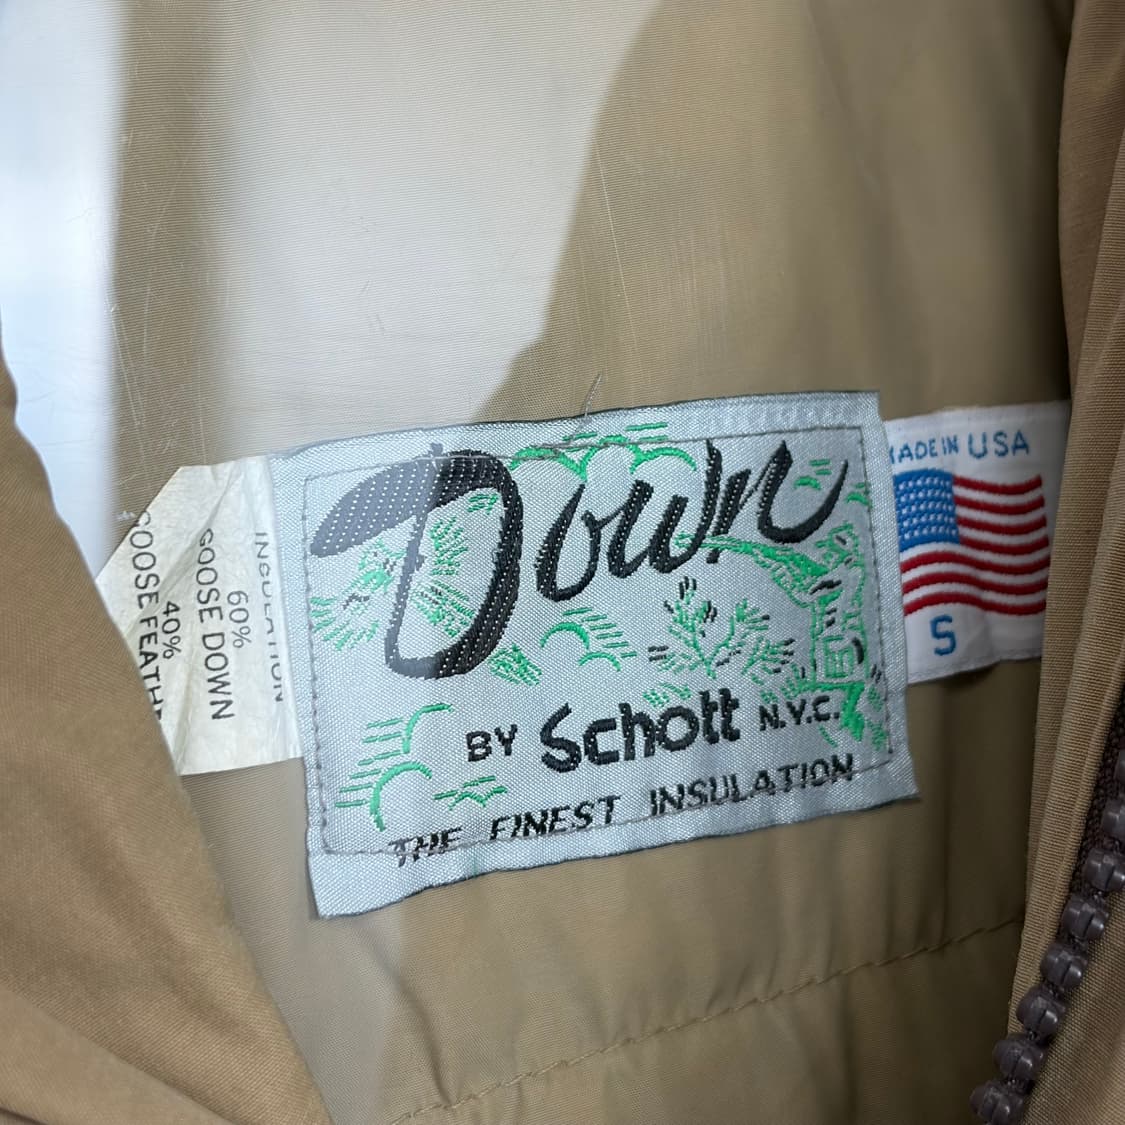 Down
BY Schott N.Y.C.
THE FINEST INSULATION
MADE IN USA
S
INSULATION
60%
GOOSE DOWN
40%
GOOSE FEATH